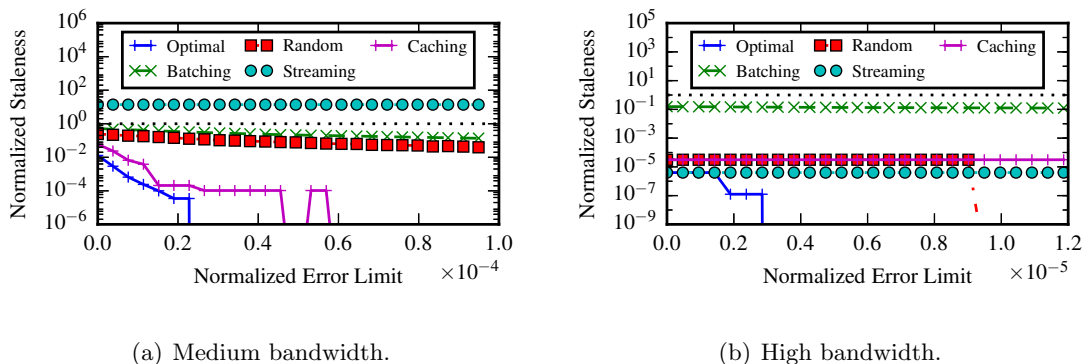 10^6
10^4
10^2
10^0
10^-2
10^-4
10^-6
Normalized Staleness
Optimal Random Caching
Batching Streaming
0.0 0.2 0.4 0.6 0.8 1.0
Normalized Error Limit ×10^-4
(a) Medium bandwidth.
10^5
10^3
10^1
10^-1
10^-3
10^-5
10^-7
10^-9
Normalized Staleness
Optimal Random Caching
Batching Streaming
0.0 0.2 0.4 0.6 0.8 1.0 1.2
Normalized Error Limit ×10^-5
(b) High bandwidth.